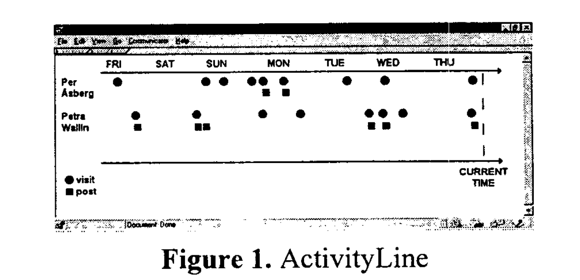 File Edit View Go Communicator Help
FRI SAT SUN MON TUE WED THU
Per
Åsberg
Petra
Wallin
visit
post
CURRENT
TIME
Document Done
Figure 1. ActivityLine